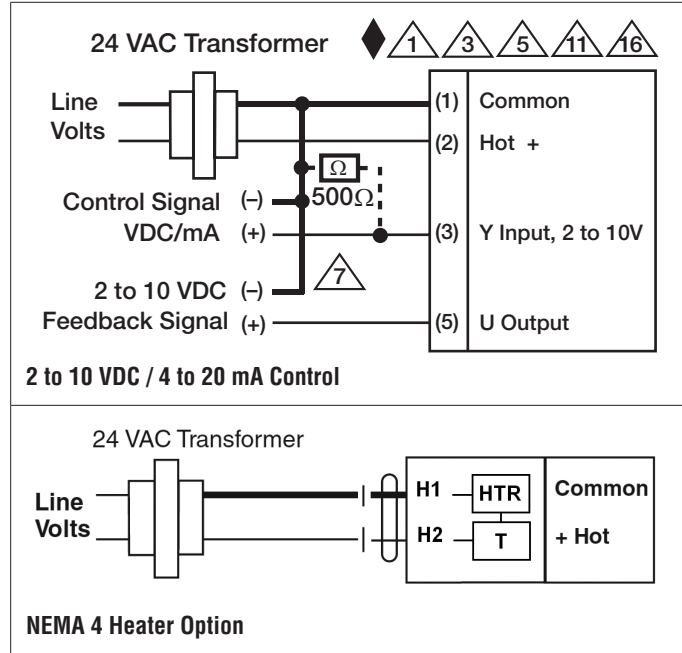 24 VAC Transformer 1 3 5 11 16
Line
Volts
(1) Common
(2) Hot +
Ω
500Ω
Control Signal (–)
VDC/mA (+)
(3) Y Input, 2 to 10V
7
2 to 10 VDC (–)
Feedback Signal (+)
(5) U Output
2 to 10 VDC / 4 to 20 mA Control
24 VAC Transformer
Line
Volts
H1 HTR Common
H2 T + Hot
NEMA 4 Heater Option